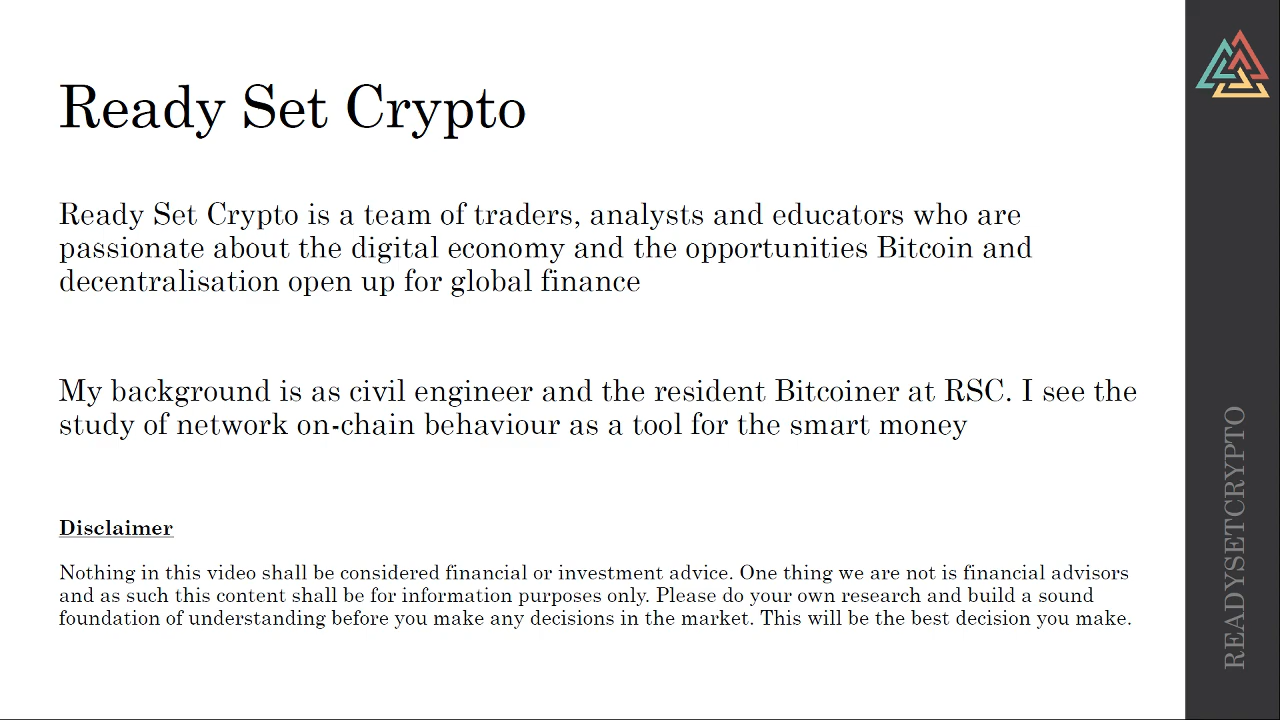 Ready Set Crypto
Ready Set Crypto is a team of traders, analysts and educators who are
passionate about the digital economy and the opportunities Bitcoin and
decentralisation open up for global finance
My background is as civil engineer and the resident Bitcoiner at RSC. I see the
study of network on-chain behaviour as a tool for the smart money
Disclaimer
Nothing in this video shall be considered financial or investment advice. One thing we are not is financial advisors
and as such this content shall be for information purposes only. Please do your own research and build a sound
foundation of understanding before you make any decisions in the market. This will be the best decision you make.
READYSETCRYPTO